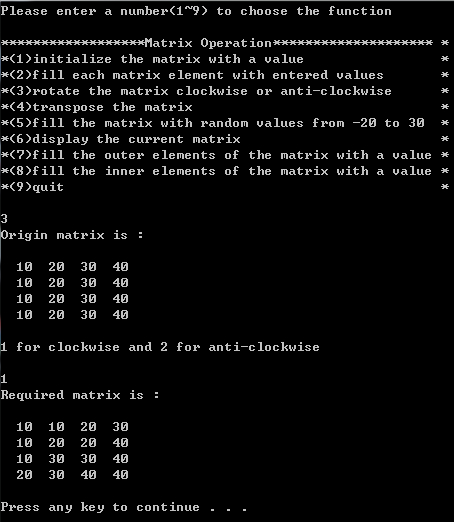 Please enter a number(1~9) to choose the function
******************Matrix Operation******************** *
*(1)initialize the matrix with a value *
*(2)fill each matrix element with entered values *
*(3)rotate the matrix clockwise or anti-clockwise *
*(4)transpose the matrix *
*(5)fill the matrix with random values from -20 to 30 *
*(6)display the current matrix *
*(7)fill the outer elements of the matrix with a value *
*(8)fill the inner elements of the matrix with a value *
*(9)quit *
3
Origin matrix is :
10 20 30 40
10 20 30 40
10 20 30 40
10 20 30 40
1 for clockwise and 2 for anti-clockwise
1
Required matrix is :
10 10 20 30
10 20 20 40
10 30 30 40
20 30 40 40
Press any key to continue . . .